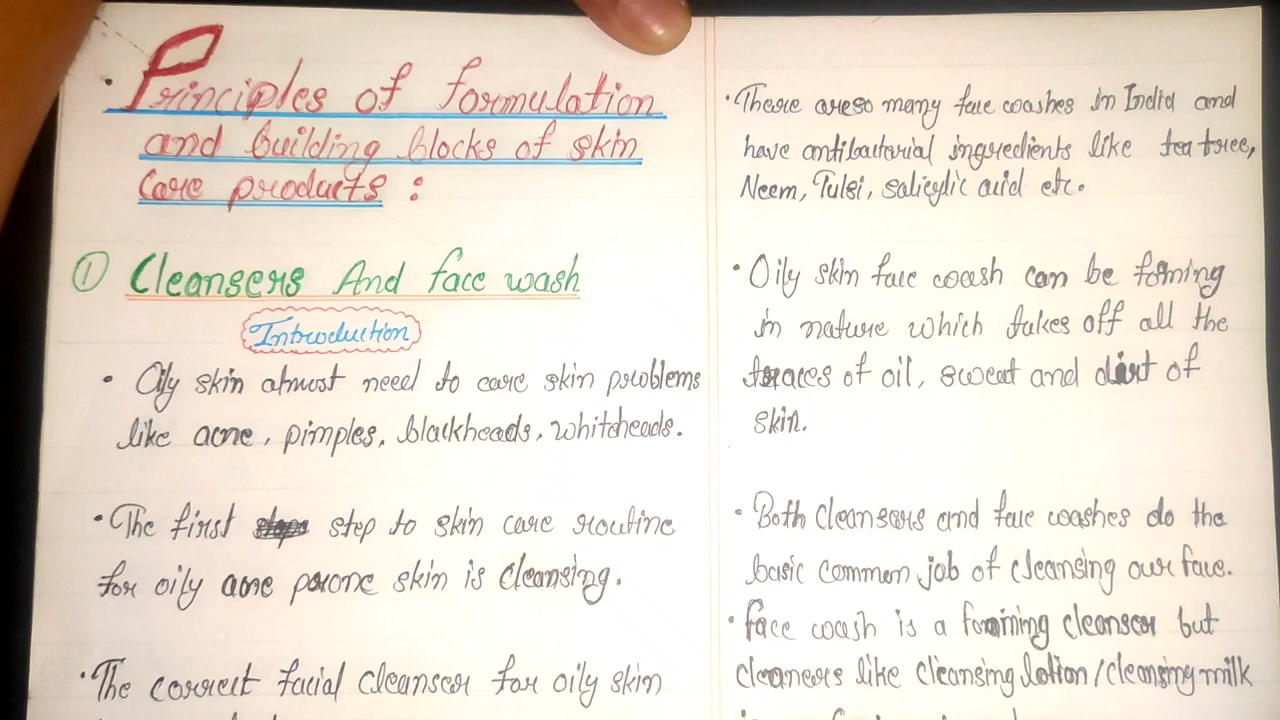 Principles of formulation
and building blocks of skin
care products :
① Cleansers And face wash
Introduction
• Oily skin atmust need to care skin problems
like acne, pimples, blackheads, whiteheads.
• The first step to skin care routine
for oily acne prone skin is cleansing.
• The correct facial cleanser for oily skin
• There are so many face washes in India and
have antibacterial ingredients like tea tree,
Neem, Tulsi, salicylic acid etc.
• Oily skin face wash can be foming
in nature which takes off all the
traces of oil, sweat and dirt of
skin.
• Both cleansers and face washes do the
basic common job of cleansing our face.
• face wash is a foaming cleanser but
cleaners like cleansing lotion/cleansing milk